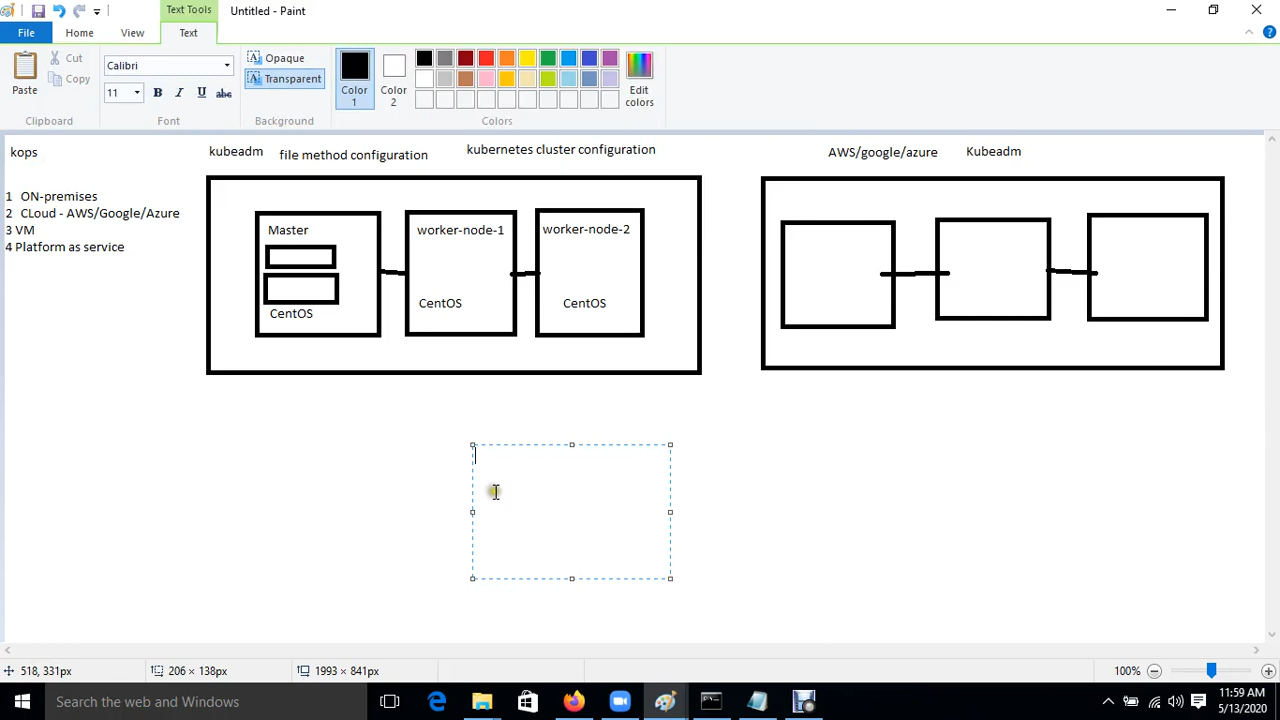 Text Tools
Untitled - Paint
File
Home
View
Text
Paste
Cut
Copy
Clipboard
Calibri
11
B I U abc
Font
Opaque
Transparent
Background
Color
1
Color
2
Edit
colors
Colors
kops
kubeadm
file method configuration
kubernetes cluster configuration
AWS/google/azure
Kubeadm
1 ON-premises
2 CLoud - AWS/Google/Azure
3 VM
4 Platform as service
Master
CentOS
worker-node-1
CentOS
worker-node-2
CentOS
518, 331px
206 × 138px
1993 × 841px
100%
Search the web and Windows
11:59 AM
5/13/2020